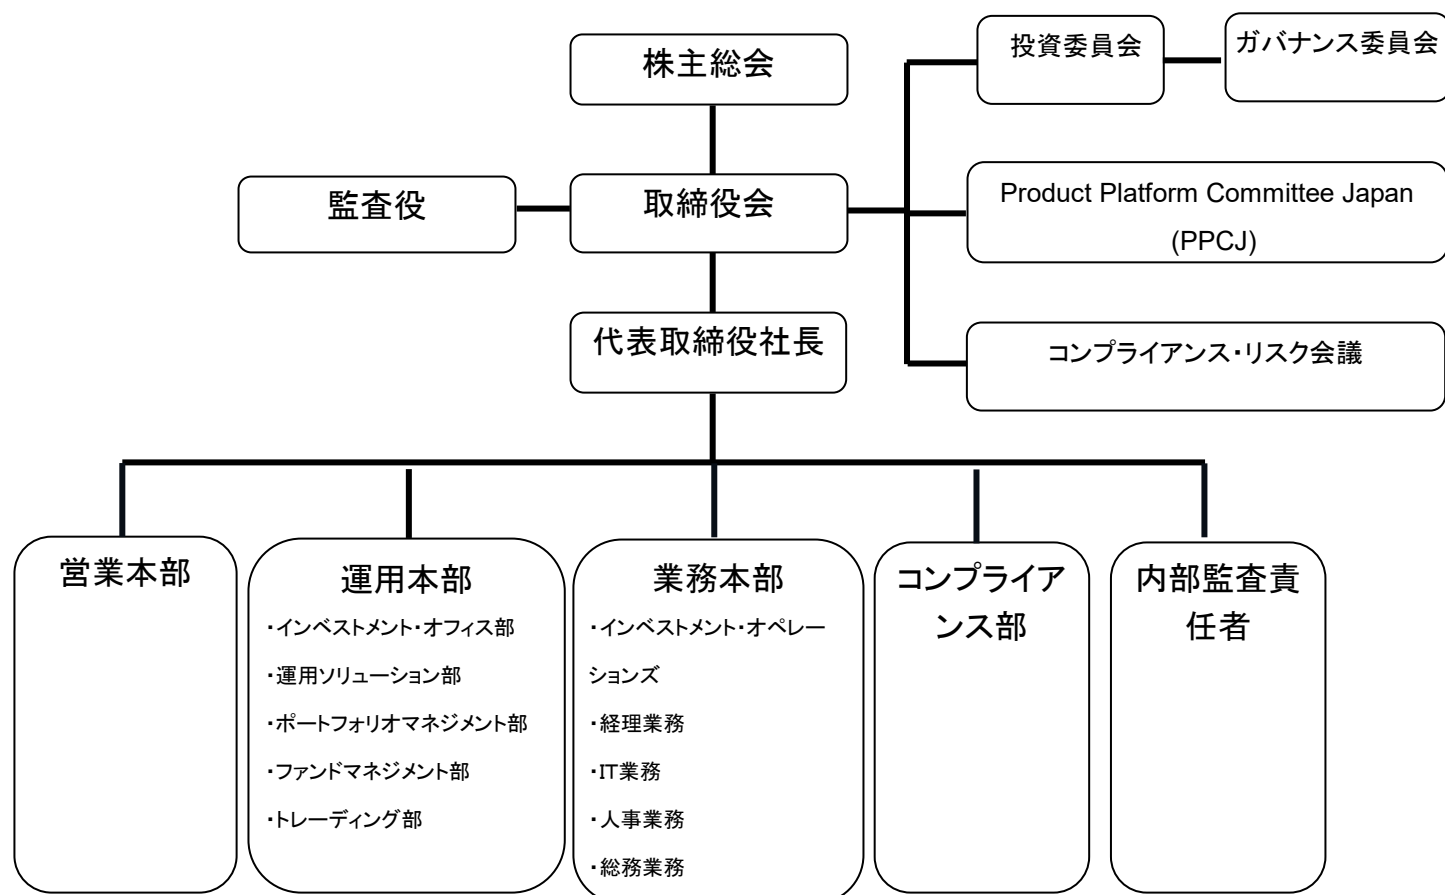 株主総会
投資委員会
ガバナンス委員会
監査役
取締役会
Product Platform Committee Japan
(PPCJ)
代表取締役社長
コンプライアンス・リスク会議
営業本部
運用本部
・インベストメント・オフィス部
・運用ソリューション部
・ポートフォリオマネジメント部
・ファンドマネジメント部
・トレーディング部
業務本部
・インベストメント・オペレー
ションズ
・経理業務
・IT業務
・人事業務
・総務業務
コンプライア
ンス部
内部監査責
任者